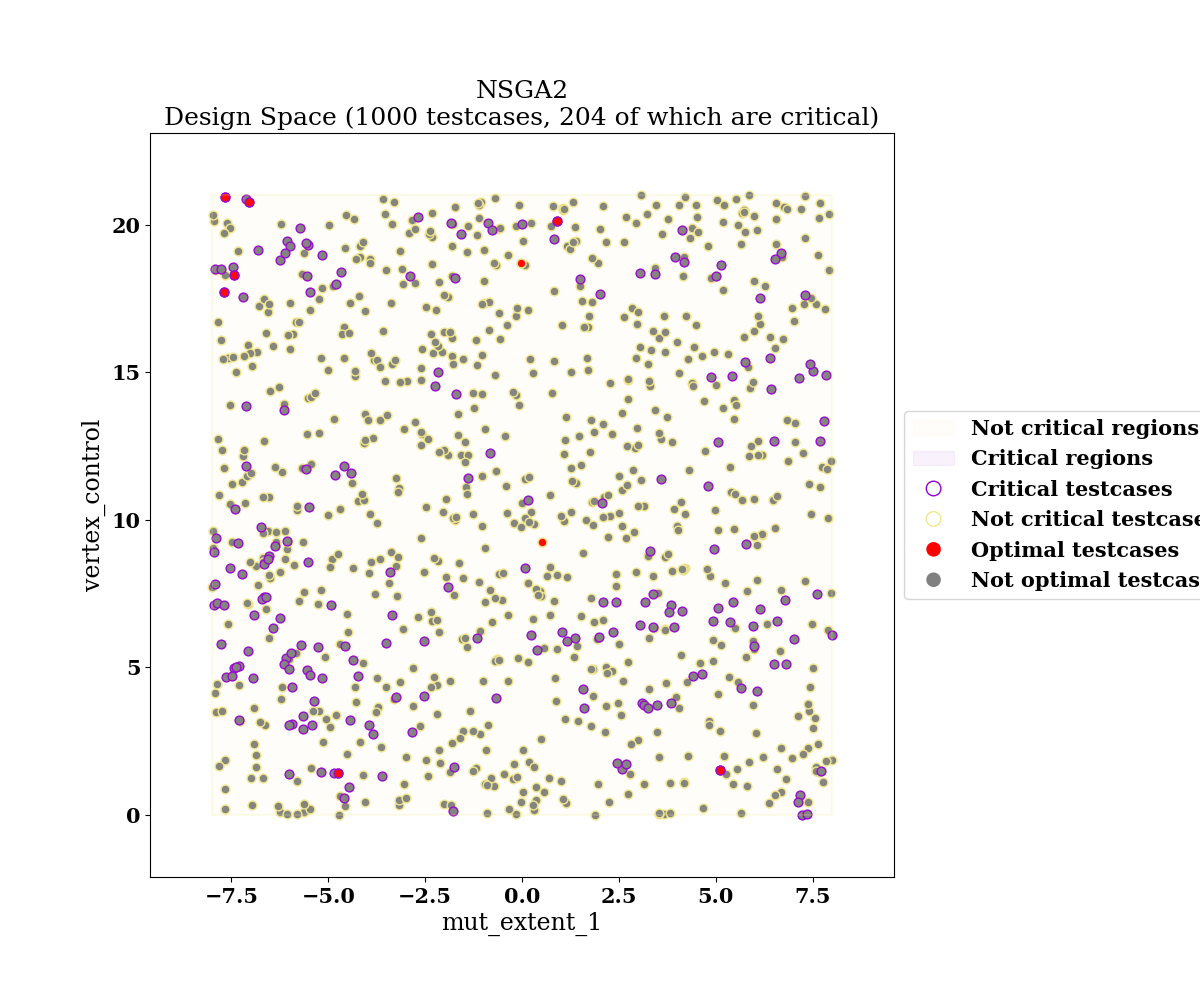 NSGA2
Design Space (1000 testcases, 204 of which are critical)
20
15
10
5
0
vertex_control
−7.5 −5.0 −2.5 0.0 2.5 5.0 7.5
mut_extent_1
Not critical regions
Critical regions
Critical testcases
Not critical testcase
Optimal testcases
Not optimal testcas